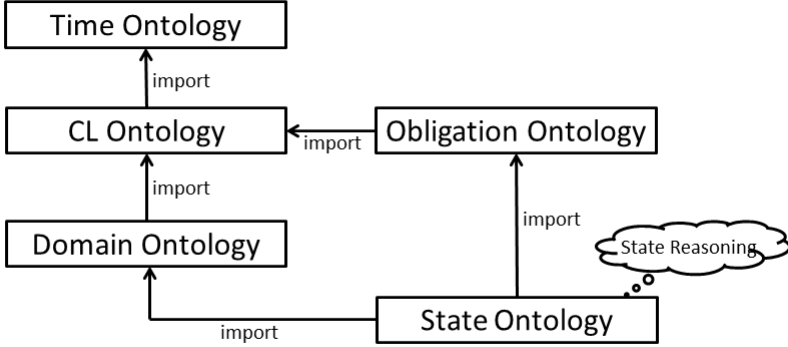 Time Ontology
import
CL Ontology
Obligation Ontology
import
import
import
Domain Ontology
State Reasoning
State Ontology
import